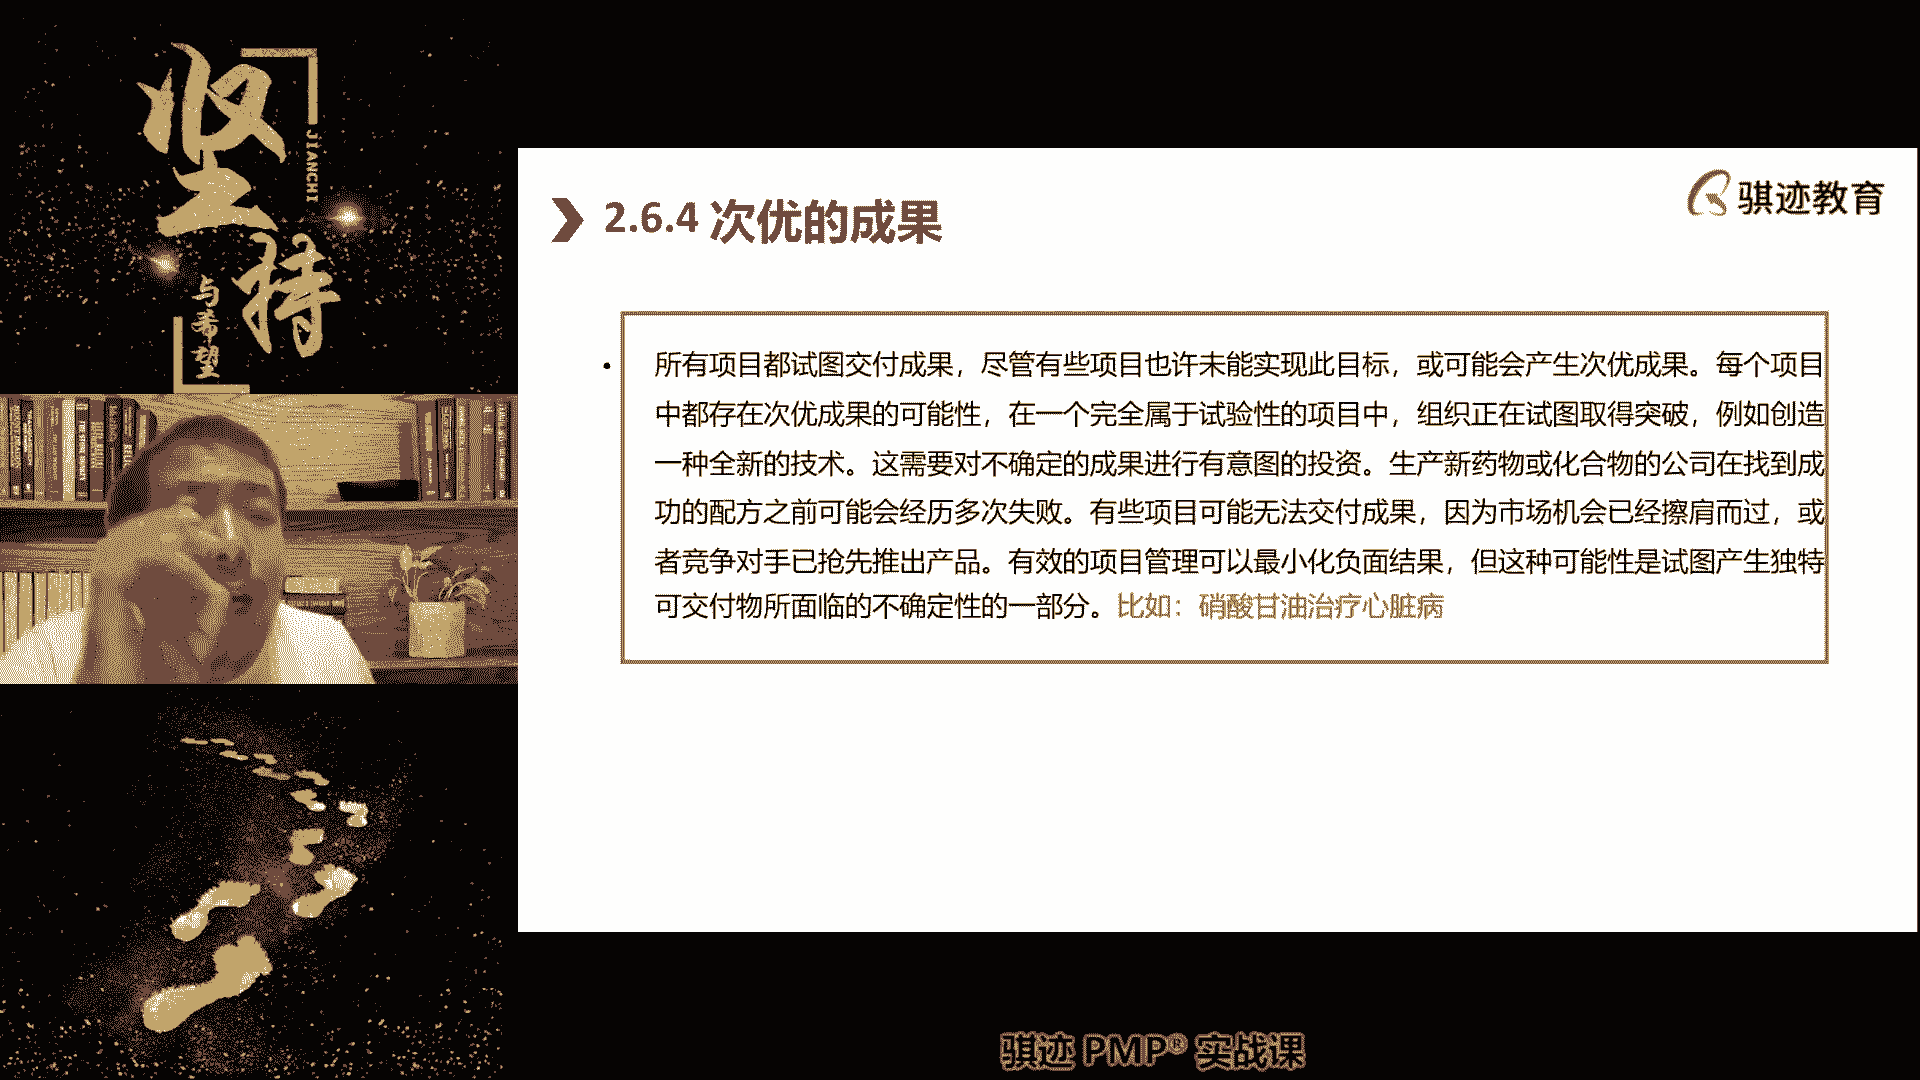 坚持
JIANCHI
与希望
骐迹教育
2.6.4 次优的成果
所有项目都试图交付成果，尽管有些项目也许未能实现此目标，或可能会产生次优成果。每个项目
中都存在次优成果的可能性，在一个完全属于试验性的项目中，组织正在试图取得突破，例如创造
一种全新的技术。这需要对不确定的成果进行有意图的投资。生产新药物或化合物的公司在找到成
功的配方之前可能会经历多次失败。有些项目可能无法交付成果，因为市场机会已经擦肩而过，或
者竞争对手已抢先推出产品。有效的项目管理可以最小化负面结果，但这种可能性是试图产生独特
可交付物所面临的不确定性的一部分。比如：硝酸甘油治疗心脏病
骐迹 PMP® 实战课